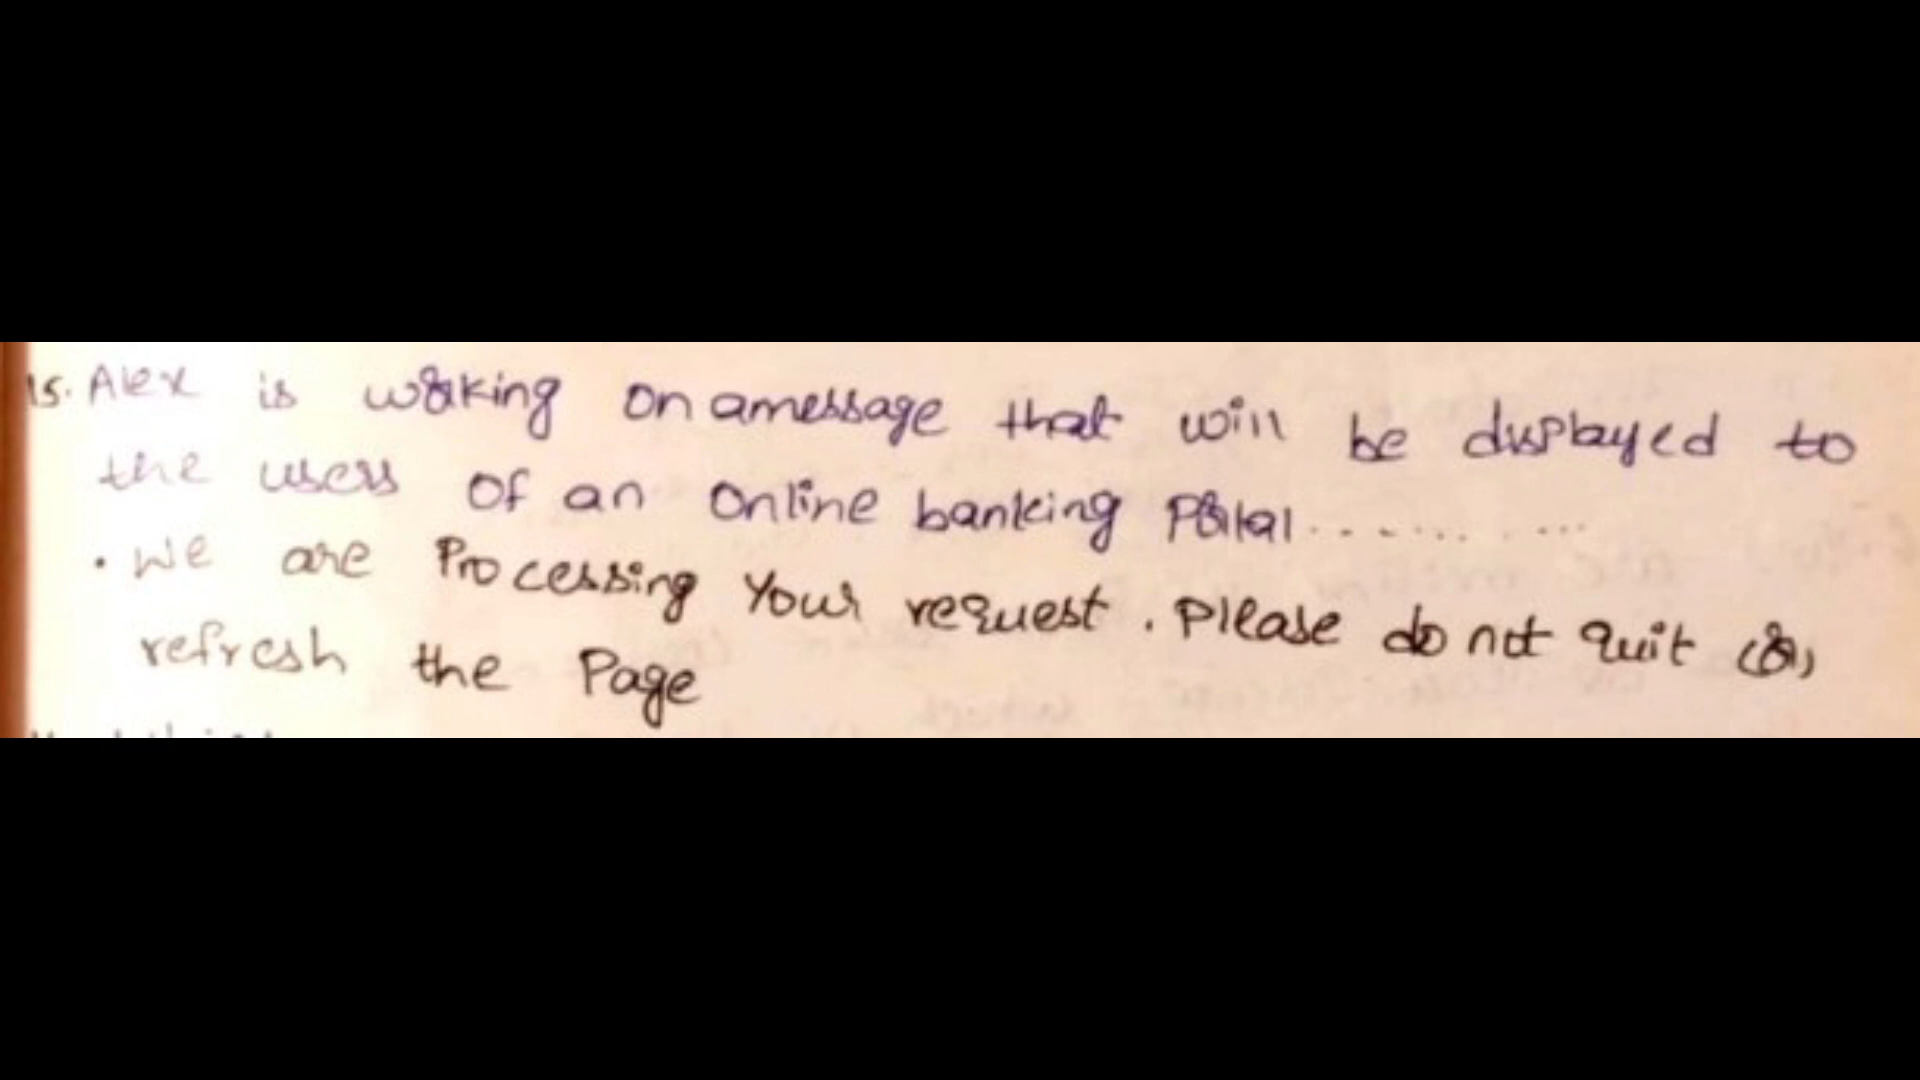 15. Alex is working on a message that will be displayed to
the users of an Online banking Portal.............
• We are Processing Your request. Please do not quit (or)
refresh the Page